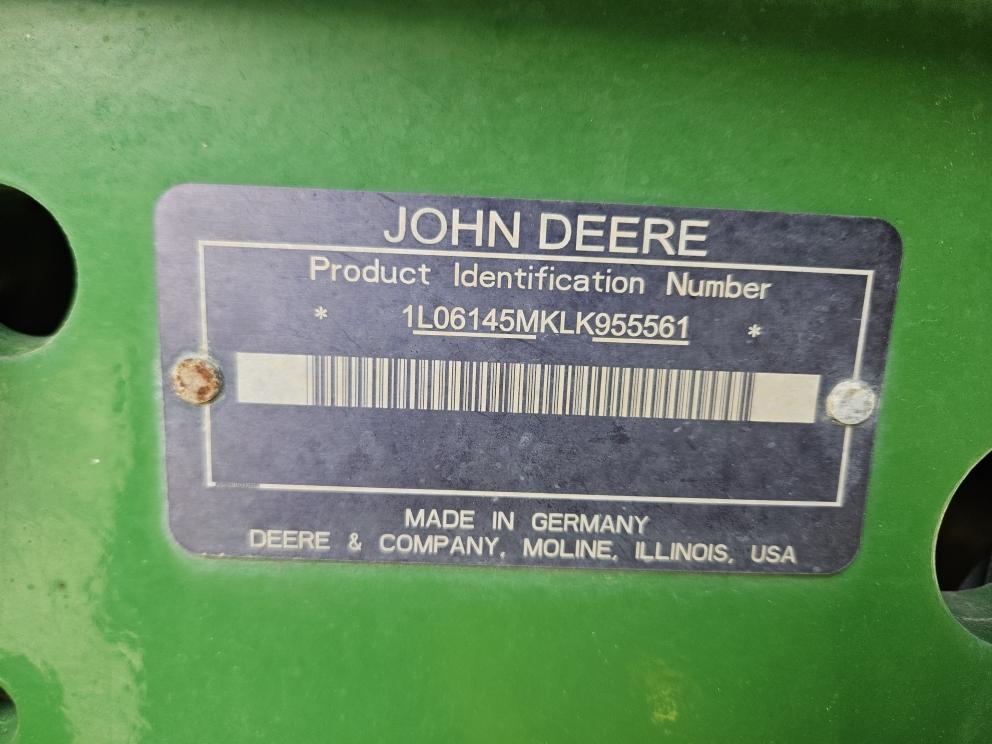 JOHN DEERE
Product Identification Number
* 1L06145MKLK955561 *
MADE IN GERMANY
DEERE & COMPANY, MOLINE, ILLINOIS, USA